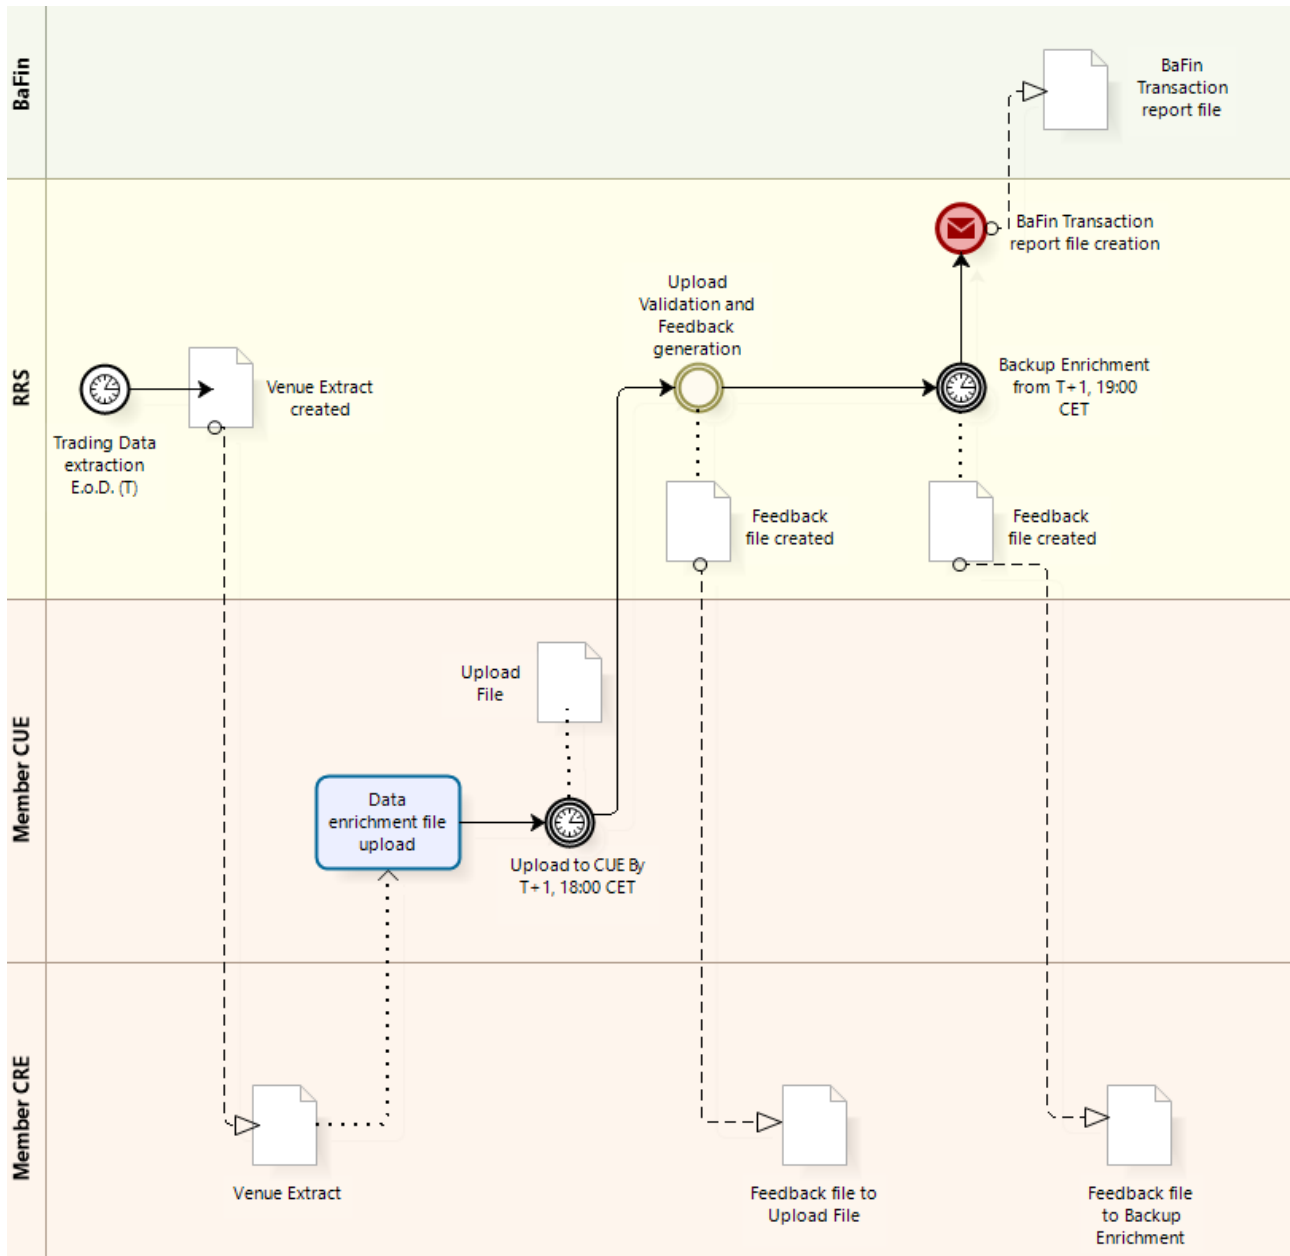 BaFin
BaFin
Transaction
report file
RRS
BaFin Transaction
report file creation
Upload
Validation and
Feedback
generation
Venue Extract
created
Backup Enrichment
from T+1, 19:00
CET
Trading Data
extraction
E.o.D. (T)
Feedback
file created
Feedback
file created
Member CUE
Upload
File
Data
enrichment file
upload
Upload to CUE By
T+1, 18:00 CET
Member CRE
Venue Extract
Feedback file to
Upload File
Feedback file
to Backup
Enrichment